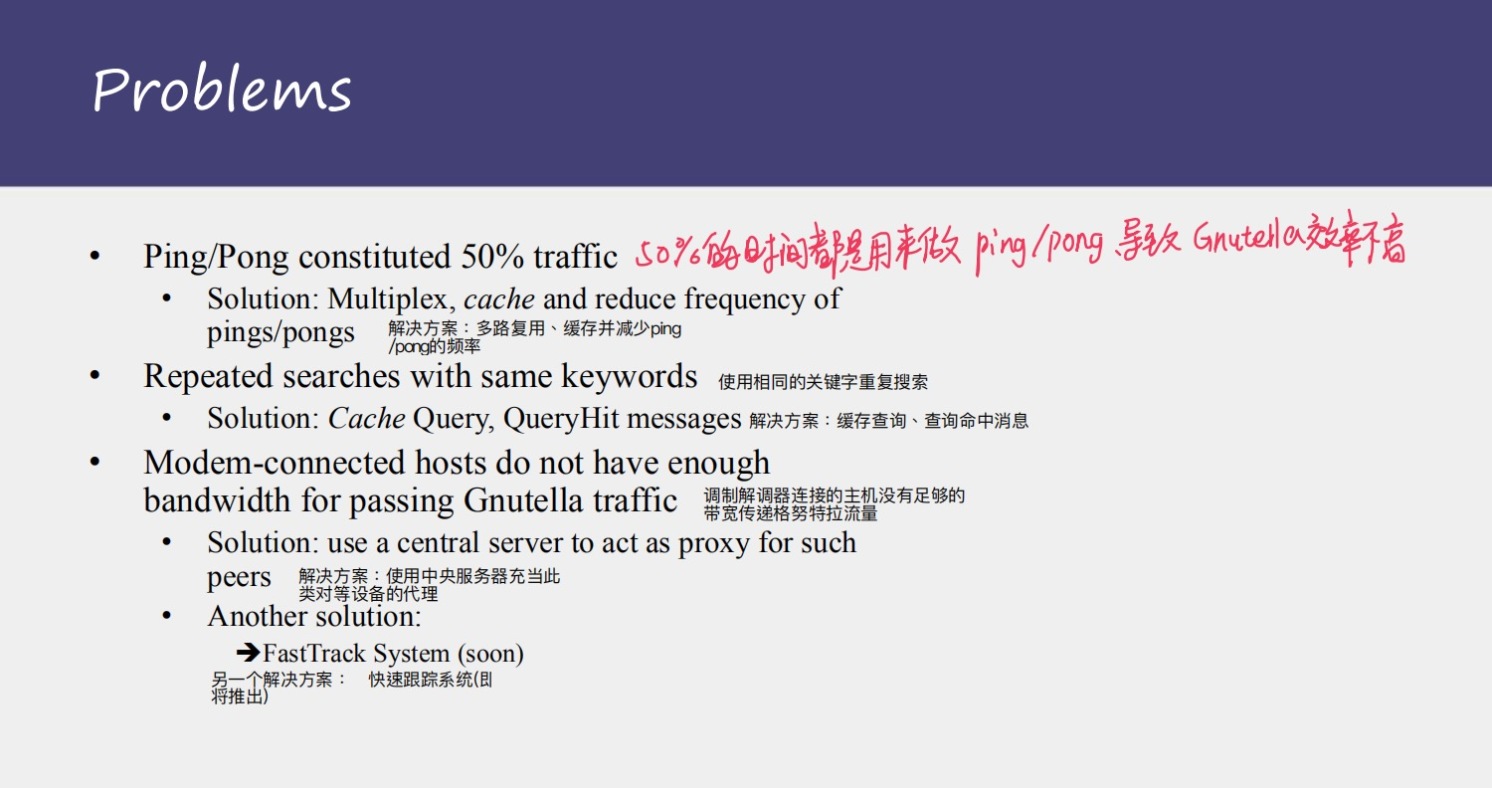 Problems
• Ping/Pong constituted 50% traffic 50%的时间都是用来做 ping/pong 导致 Gnutella效率不高
• Solution: Multiplex, cache and reduce frequency of
pings/pongs
解决方案：多路复用、缓存并减少ping
/pong的频率
• Repeated searches with same keywords 使用相同的关键字重复搜索
• Solution: Cache Query, QueryHit messages 解决方案：缓存查询、查询命中消息
• Modem-connected hosts do not have enough
bandwidth for passing Gnutella traffic
调制解调器连接的主机没有足够的
带宽传递格努特拉流量
• Solution: use a central server to act as proxy for such
peers
解决方案：使用中央服务器充当此
类对等设备的代理
• Another solution:
➔FastTrack System (soon)
另一个解决方案： 快速跟踪系统(即
将推出)